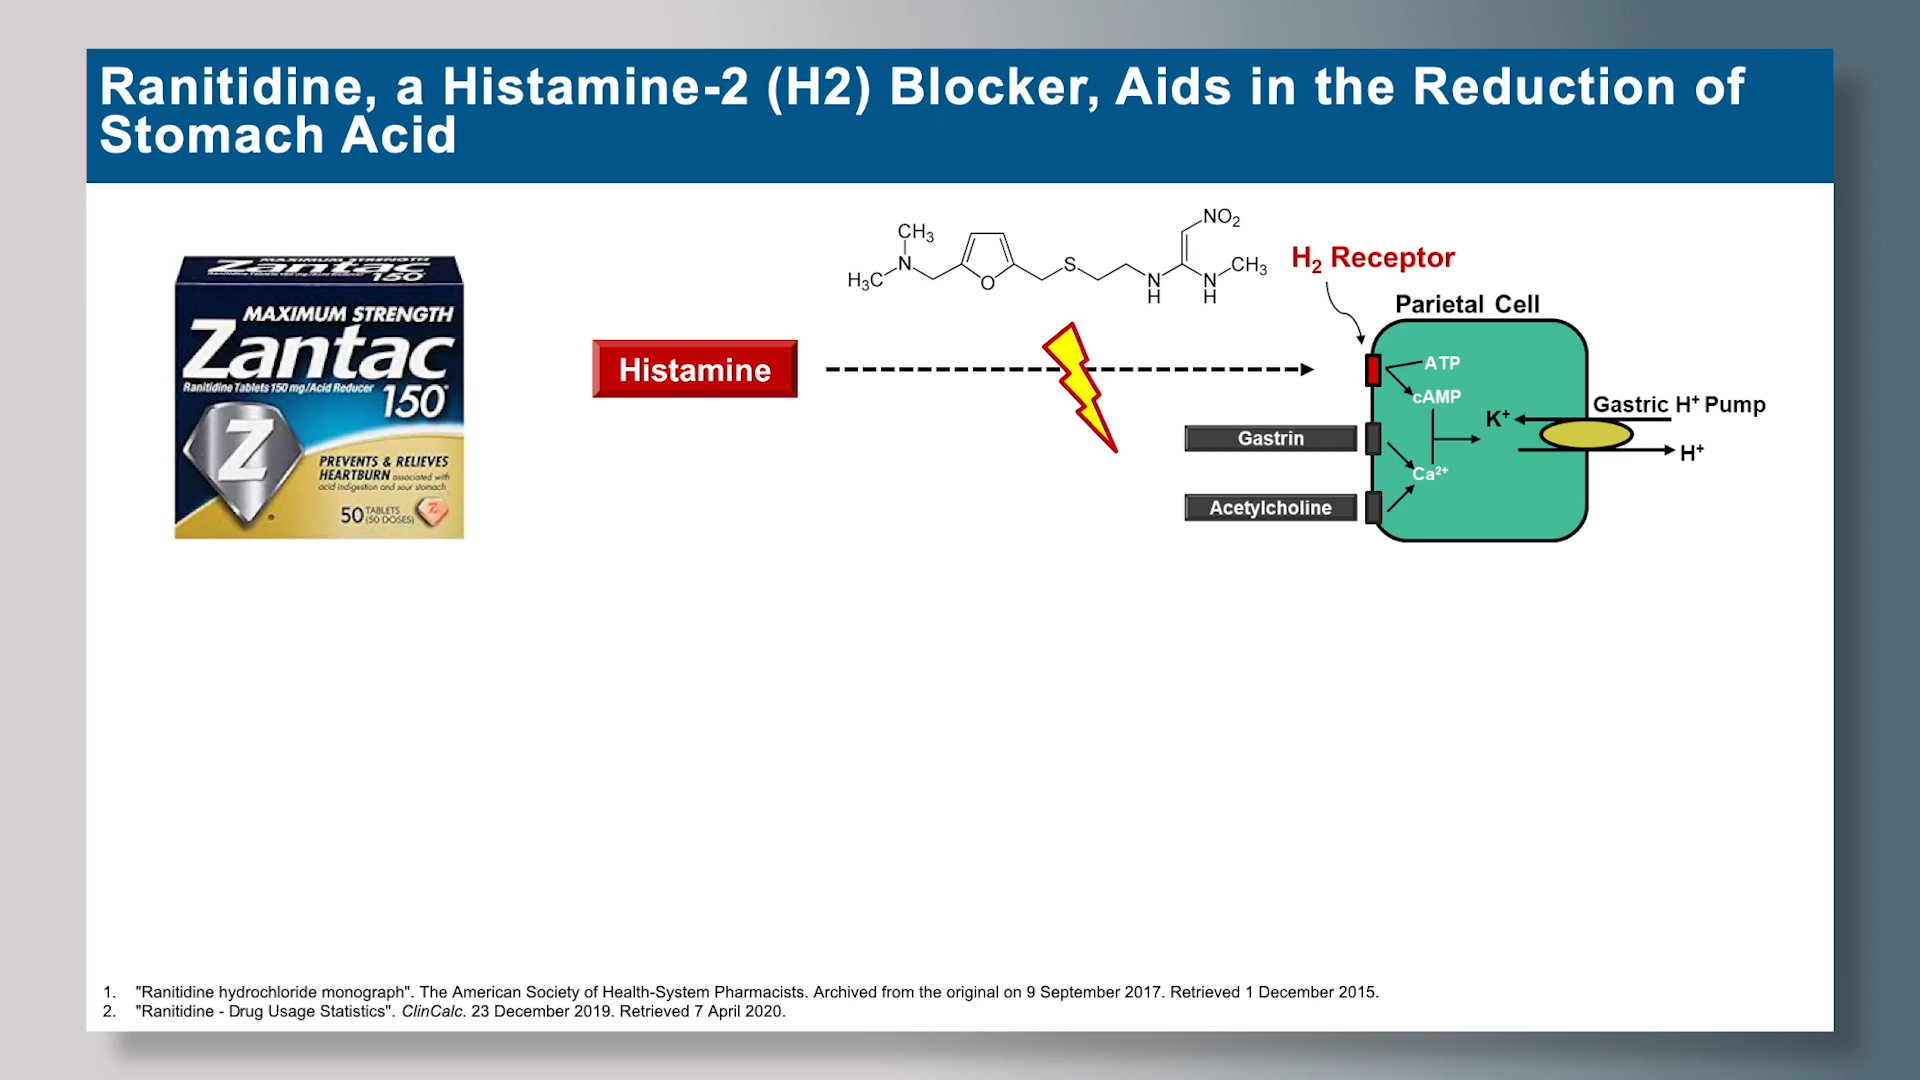 Ranitidine, a Histamine-2 (H2) Blocker, Aids in the Reduction of
Stomach Acid
MAXIMUM STRENGTH
Zantac
150
MAXIMUM STRENGTH
Zantac
Ranitidine Tablets 150 mg/Acid Reducer
150
Z
PREVENTS & RELIEVES
HEARTBURN associated with
acid indigestion and sour stomach
50 TABLETS
(50 DOSES)
Z
Histamine
CH3
H3C
N
O
S
N
H
NO2
N
H
CH3
H2 Receptor
Parietal Cell
ATP
cAMP
Ca2+
K+
Gastric H+ Pump
H+
Gastrin
Acetylcholine
1. "Ranitidine hydrochloride monograph". The American Society of Health-System Pharmacists. Archived from the original on 9 September 2017. Retrieved 1 December 2015.
2. "Ranitidine - Drug Usage Statistics". ClinCalc. 23 December 2019. Retrieved 7 April 2020.